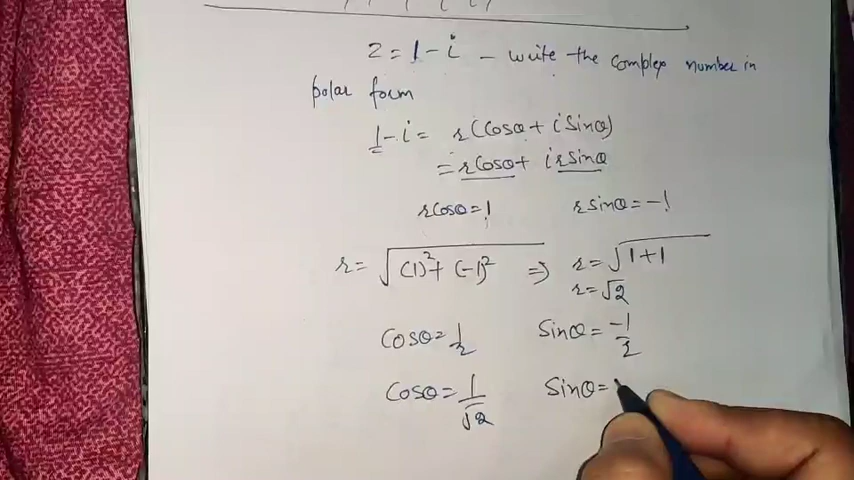 z = 1 - i - write the complex number in
polar form
1 - i = r(cosθ + i sinθ)
= r cosθ + i r sinθ
r cosθ = 1 r sinθ = -1
r = √(1)² + (-1)² ⇒ r = √1+1
r = √2
cosθ = 1/r sinθ = -1/r
cosθ = 1/√2 sinθ =